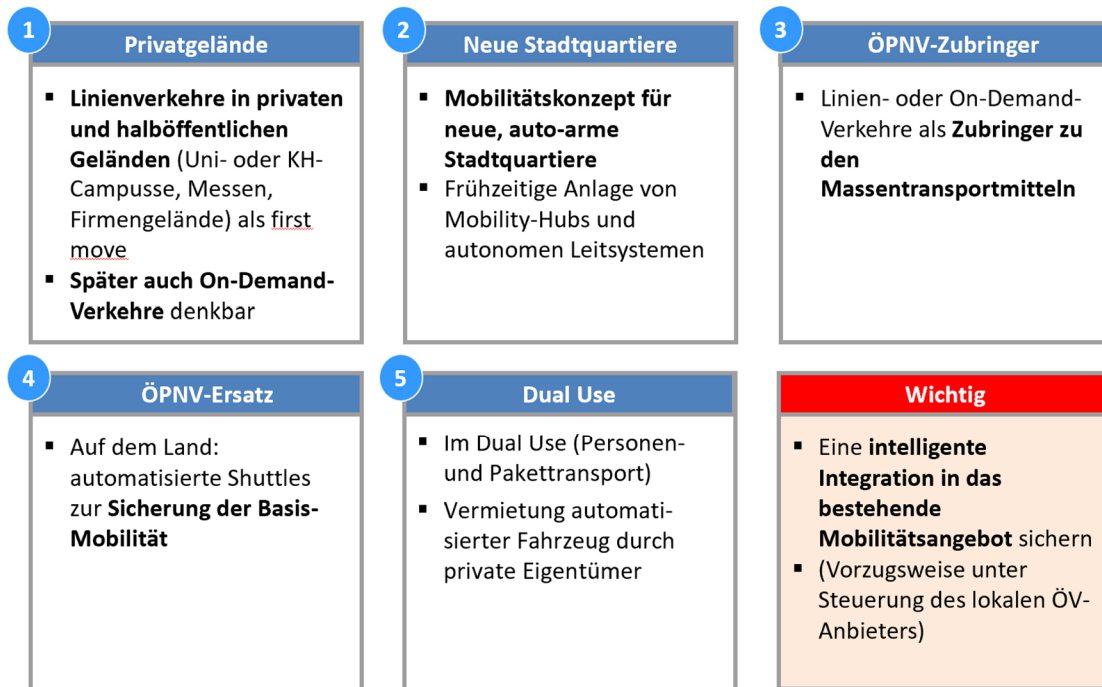 1
Privatgelände
▪ Linienverkehre in privaten
und halböffentlichen
Geländen (Uni- oder KH-
Campusse, Messen,
Firmengelände) als first
move
▪ Später auch On-Demand-
Verkehre denkbar
2
Neue Stadtquartiere
▪ Mobilitätskonzept für
neue, auto-arme
Stadtquartiere
▪ Frühzeitige Anlage von
Mobility-Hubs und
autonomen Leitsystemen
3
ÖPNV-Zubringer
▪ Linien- oder On-Demand-
Verkehre als Zubringer zu
den
Massentransportmitteln
4
ÖPNV-Ersatz
▪ Auf dem Land:
automatisierte Shuttles
zur Sicherung der Basis-
Mobilität
5
Dual Use
▪ Im Dual Use (Personen-
und Pakettransport)
▪ Vermietung automati-
sierter Fahrzeug durch
private Eigentümer
Wichtig
▪ Eine intelligente
Integration in das
bestehende
Mobilitätsangebot sichern
▪ (Vorzugsweise unter
Steuerung des lokalen ÖV-
Anbieters)